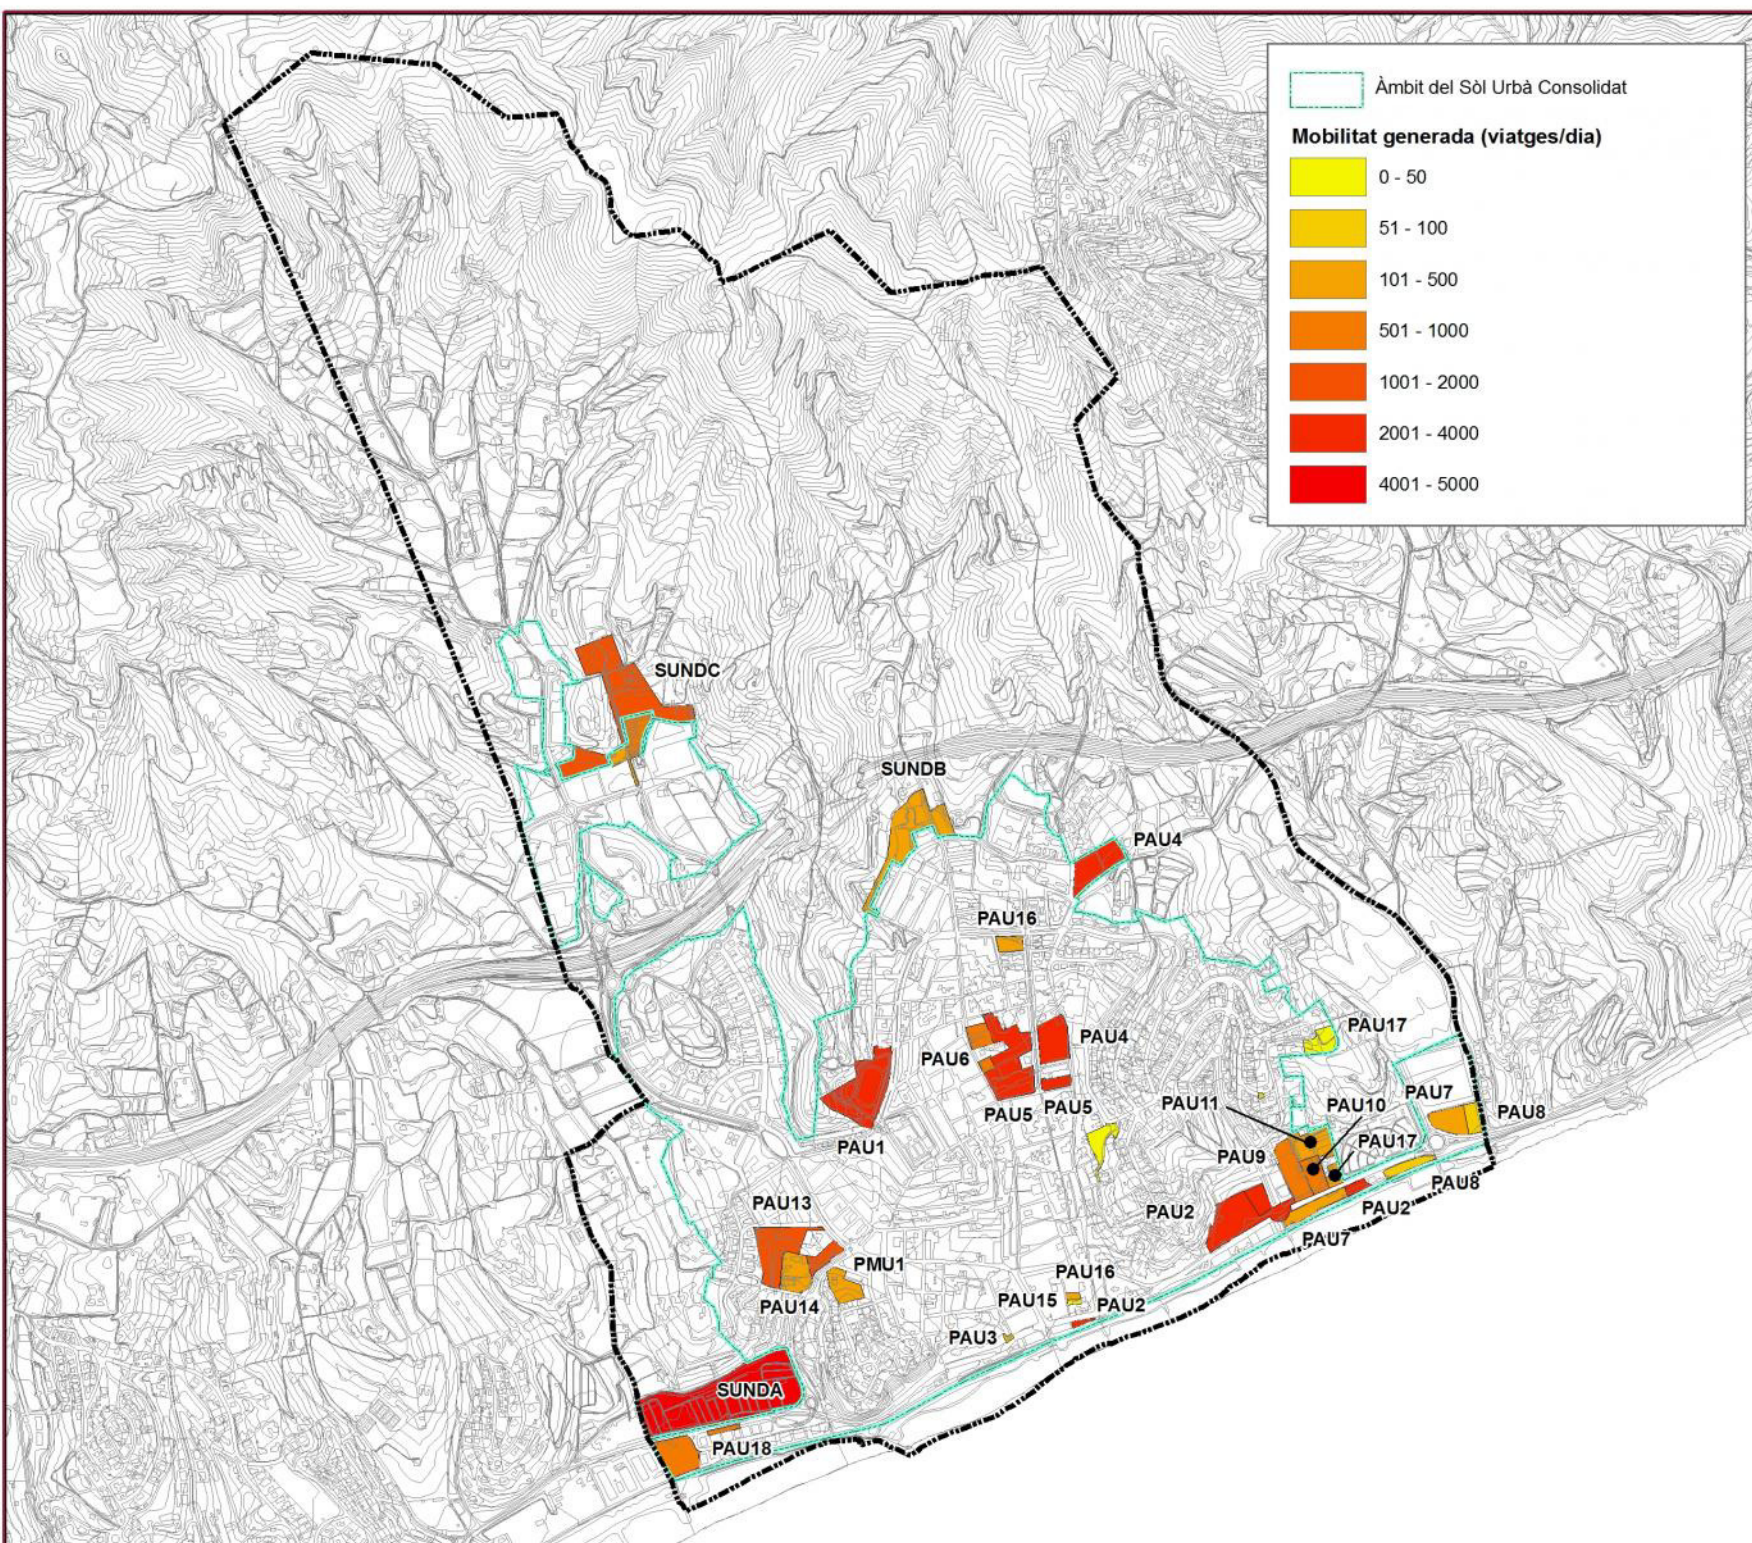 Àmbit del Sòl Urbà Consolidat
Mobilitat generada (viatges/dia)
0 - 50
51 - 100
101 - 500
501 - 1000
1001 - 2000
2001 - 4000
4001 - 5000
SUNDC
SUNDB
PAU4
PAU16
PAU17
PAU4
PAU6
PAU7
PAU11
PAU10
PAU8
PAU5
PAU5
PAU1
PAU17
PAU9
PAU8
PAU13
PAU2
PAU2
PAU7
PMU1
PAU16
PAU15
PAU2
PAU14
PAU3
SUNDA
PAU18